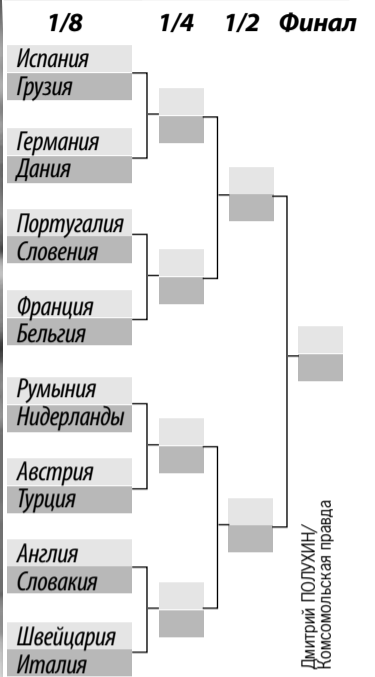 1/8 1/4 1/2 Финал
Испания
Грузия
Германия
Дания
Португалия
Словения
Франция
Бельгия
Румыния
Нидерланды
Австрия
Турция
Англия
Словакия
Швейцария
Италия
Дмитрий ПОЛУХИН/
Комсомольская правда